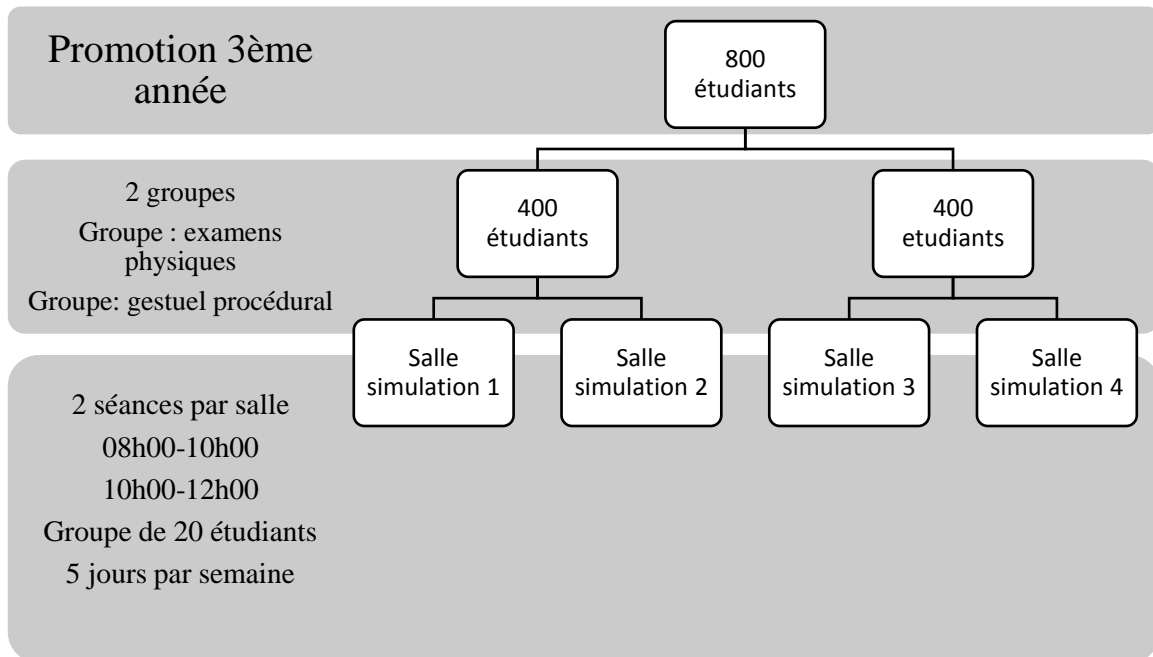 Promotion 3ème
année
800
étudiants
2 groupes
Groupe : examens
physiques
Groupe: gestuel procédural
400
étudiants
400
etudiants
Salle
simulation 1
Salle
simulation 2
Salle
simulation 3
Salle
simulation 4
2 séances par salle
08h00-10h00
10h00-12h00
Groupe de 20 étudiants
5 jours par semaine